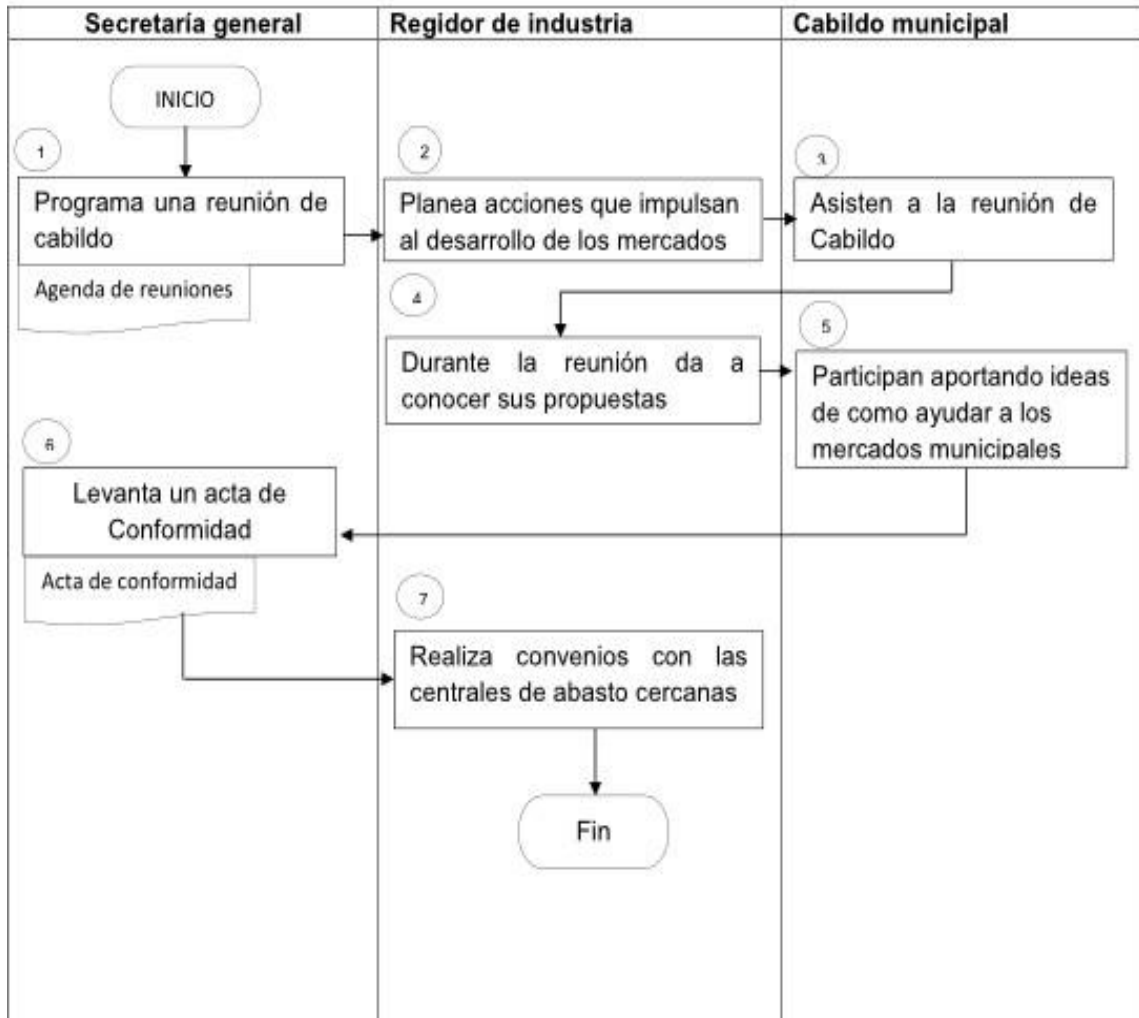 Secretaría general
Regidor de industria
Cabildo municipal
INICIO
1
Programa una reunión de
cabildo
Agenda de reuniones
2
Planea acciones que impulsan
al desarrollo de los mercados
3
Asisten a la reunión de
Cabildo
4
Durante la reunión da a
conocer sus propuestas
5
Participan aportando ideas
de como ayudar a los
mercados municipales
6
Levanta un acta de
Conformidad
Acta de conformidad
7
Realiza convenios con las
centrales de abasto cercanas
Fin